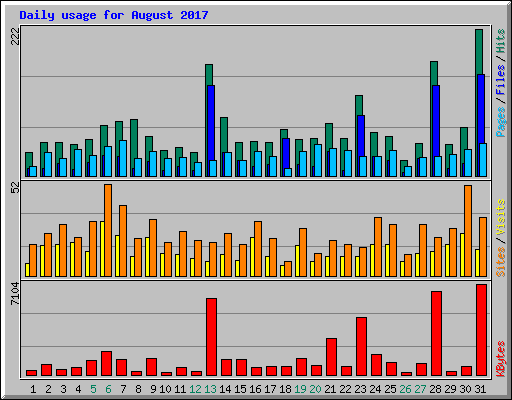 Daily usage for August 2017
222
Pages / Files / Hits
52
Sites / Visits
7104
KBytes
1 2 3 4 5 6 7 8 9 10 11 12 13 14 15 16 17 18 19 20 21 22 23 24 25 26 27 28 29 30 31